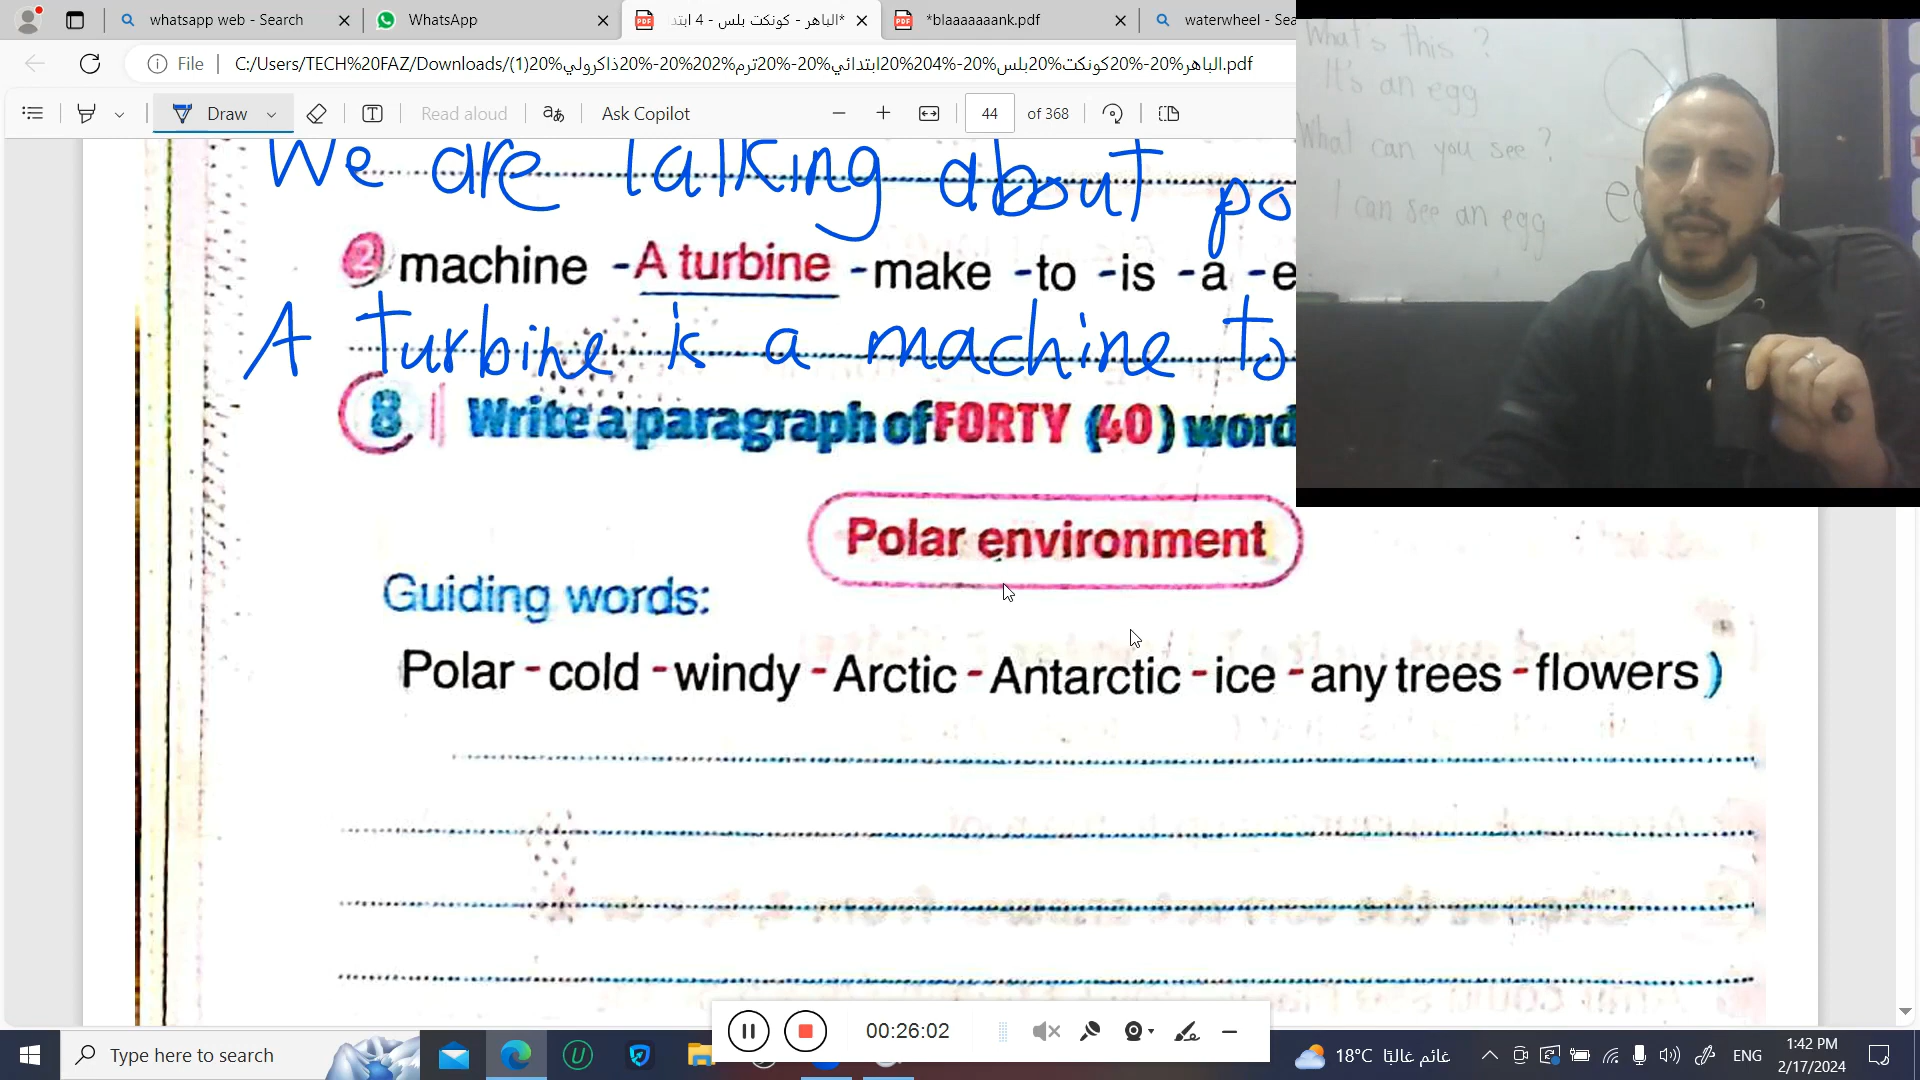 whatsapp web - Search
WhatsApp
*الباهر - كونكت بلس - 4 ابتدا
*blaaaaaaank.pdf
waterwheel - Sea
File
C:/Users/TECH%20FAZ/Downloads/الباهر%20-%20كونكت%20بلس%20-%204%20ابتدائي%20-%20ترم%202%20-%20ذاكرولي%20(1).pdf
Draw
Read aloud
Ask Copilot
44
of 368
We are talking about po
2 machine - A turbine - make - to - is - a - e
A turbine is a machine to
8 Write a paragraph of FORTY (40) word
Polar environment
Guiding words:
Polar - cold - windy - Arctic - Antarctic - ice - any trees - flowers)
What's this ?
It's an egg
What can you see ?
I can see an egg
00:26:02
Type here to search
18°C غائم غالبًا
ENG
1:42 PM
2/17/2024